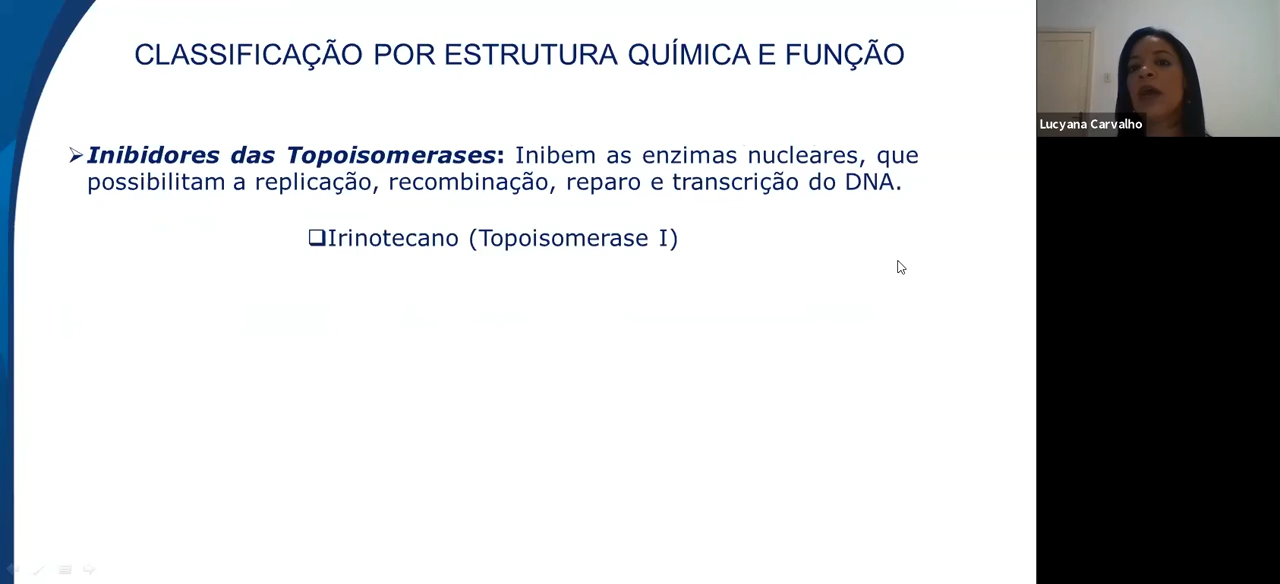 CLASSIFICAÇÃO POR ESTRUTURA QUÍMICA E FUNÇÃO
➢Inibidores das Topoisomerases: Inibem as enzimas nucleares, que
possibilitam a replicação, recombinação, reparo e transcrição do DNA.
❑Irinotecano (Topoisomerase I)
Lucyana Carvalho